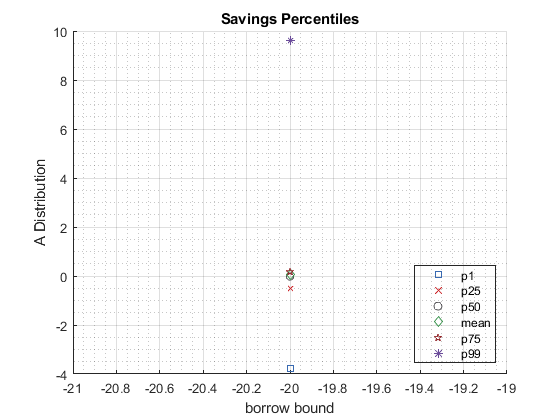 Savings Percentiles
10
8
6
4
2
0
-2
-4
A Distribution
-21 -20.8 -20.6 -20.4 -20.2 -20 -19.8 -19.6 -19.4 -19.2 -19
borrow bound
p1
p25
p50
mean
p75
p99